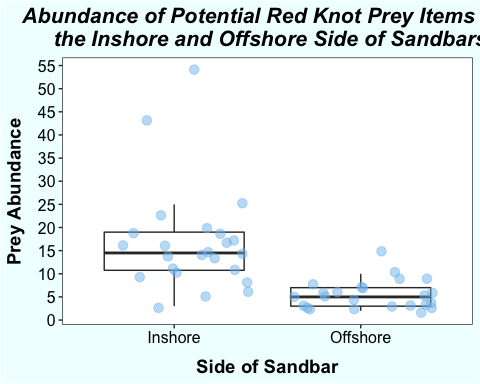 Abundance of Potential Red Knot Prey Items
the Inshore and Offshore Side of Sandbars
55
50
45
40
35
30
25
20
15
10
5
0
Prey Abundance
Inshore Offshore
Side of Sandbar